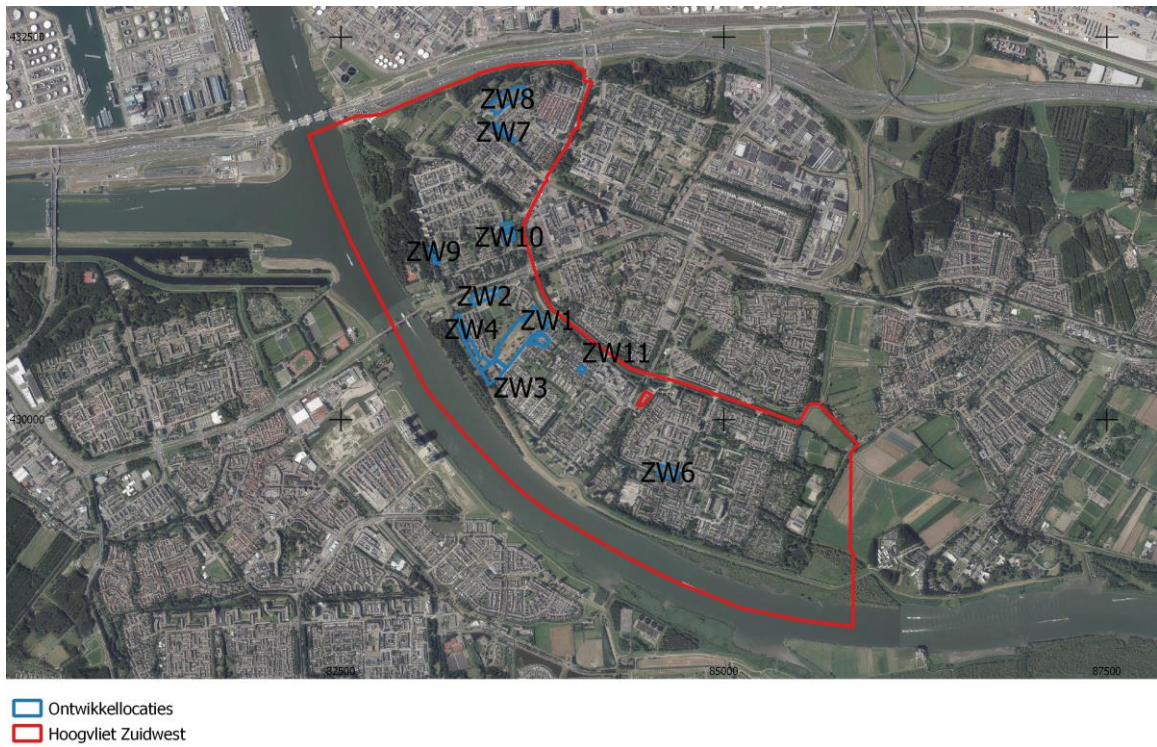 432500
ZW8
ZW7
ZW10
ZW9
ZW2
ZW1
ZW4
ZW11
ZW3
430000
ZW6
82500
85000
87500
Ontwikkellocaties
Hoogvliet Zuidwest